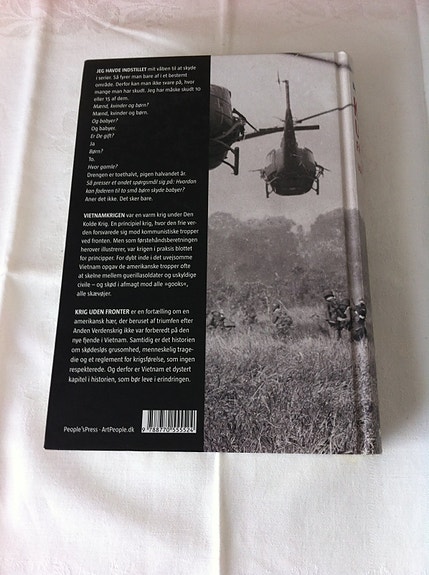 JEG HAVDE INDSTILLET mit våben til at skyde
i serier. Så fyrer man bare af i et bestemt
område. Derfor kan man ikke svare på, hvor
mange man har skudt. Jeg har måske skudt 10
eller 15 af dem.
Mænd, kvinder og børn?
Mænd, kvinder og børn.
Og babyer?
Og babyer.
Er De gift?
Ja
Børn?
To.
Hvor gamle?
Drengen er toethalvt, pigen halvandet år.
Så presser et andet spørgsmål sig på: Hvordan
kan faderen til to små børn skyde babyer?
Aner det ikke. Det sker bare.
VIETNAMKRIGEN var en varm krig under Den
Kolde Krig. En principiel krig, hvor den frie ver-
den forsvarede sig mod kommunistiske tropper
ved fronten. Men som førstehåndsberetningen
herover illustrerer, var krigen i praksis blottet
for principper. For dybt inde i det uvejsomme
Vietnam opgav de amerikanske tropper ofte
at skelne mellem guerillasoldater og uskyldige
civile – og skød i afmagt mod alle »gooks«,
alle skævøjer.
KRIG UDEN FRONTER er en fortælling om en
amerikansk hær, der beruset af triumfen efter
Anden Verdenskrig ikke var forberedt på den
nye fjende i Vietnam. Samtidig er det historien
om skødesløs grusomhed, menneskelig trage-
die og et reglement for krigsførelse, som ingen
respekterede. Og derfor er Vietnam et dystert
kapitel i historien, som bør leve i erindringen.
People'sPress · ArtPeople.dk
9 788770 555524